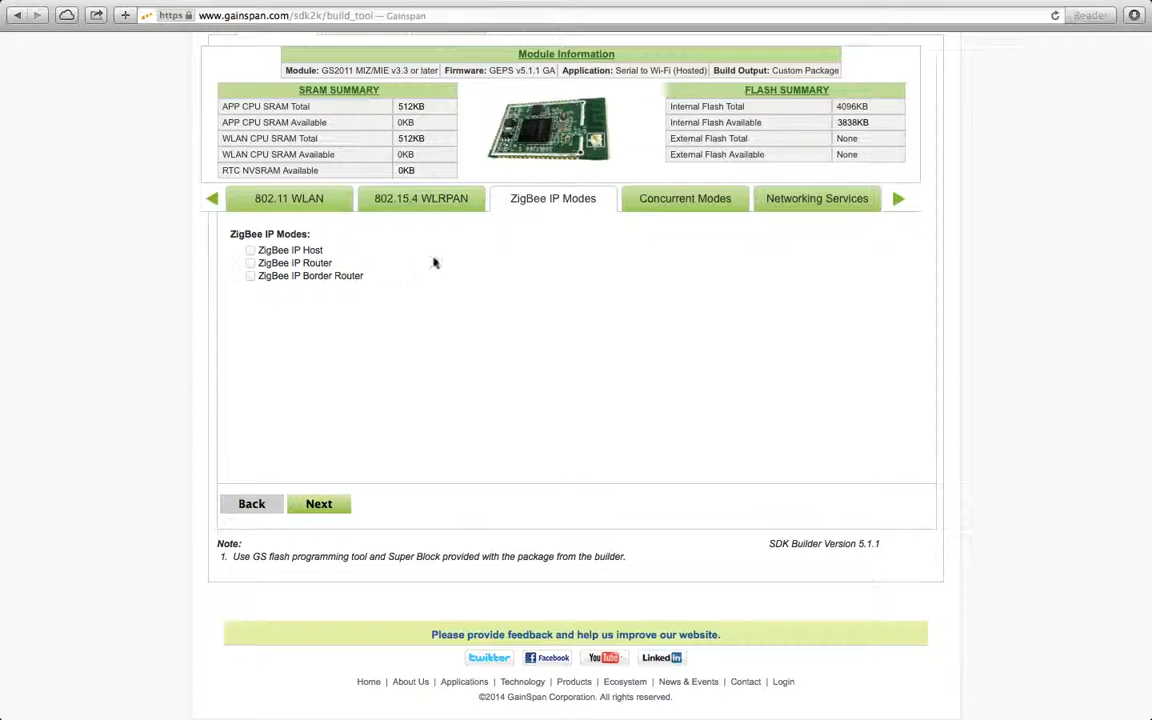 https www.gainspan.com/sdk2k/build_tool — Gainspan Reader
Module Information
Module: GS2011 MIZ/MIE v3.3 or later Firmware: GEPS v5.1.1 GA Application: Serial to Wi-Fi (Hosted) Build Output: Custom Package
SRAM SUMMARY
APP CPU SRAM Total 512KB
APP CPU SRAM Available 0KB
WLAN CPU SRAM Total 512KB
WLAN CPU SRAM Available 0KB
RTC NVSRAM Available 0KB
FLASH SUMMARY
Internal Flash Total 4096KB
Internal Flash Available 3838KB
External Flash Total None
External Flash Available None
802.11 WLAN 802.15.4 WLRPAN ZigBee IP Modes Concurrent Modes Networking Services
ZigBee IP Modes:
ZigBee IP Host
ZigBee IP Router
ZigBee IP Border Router
Back Next
Note: SDK Builder Version 5.1.1
1. Use GS flash programming tool and Super Block provided with the package from the builder.
Please provide feedback and help us improve our website.
twitter Facebook YouTube LinkedIn
Home | About Us | Applications | Technology | Products | Ecosystem | News & Events | Contact | Login
©2014 GainSpan Corporation. All rights reserved.